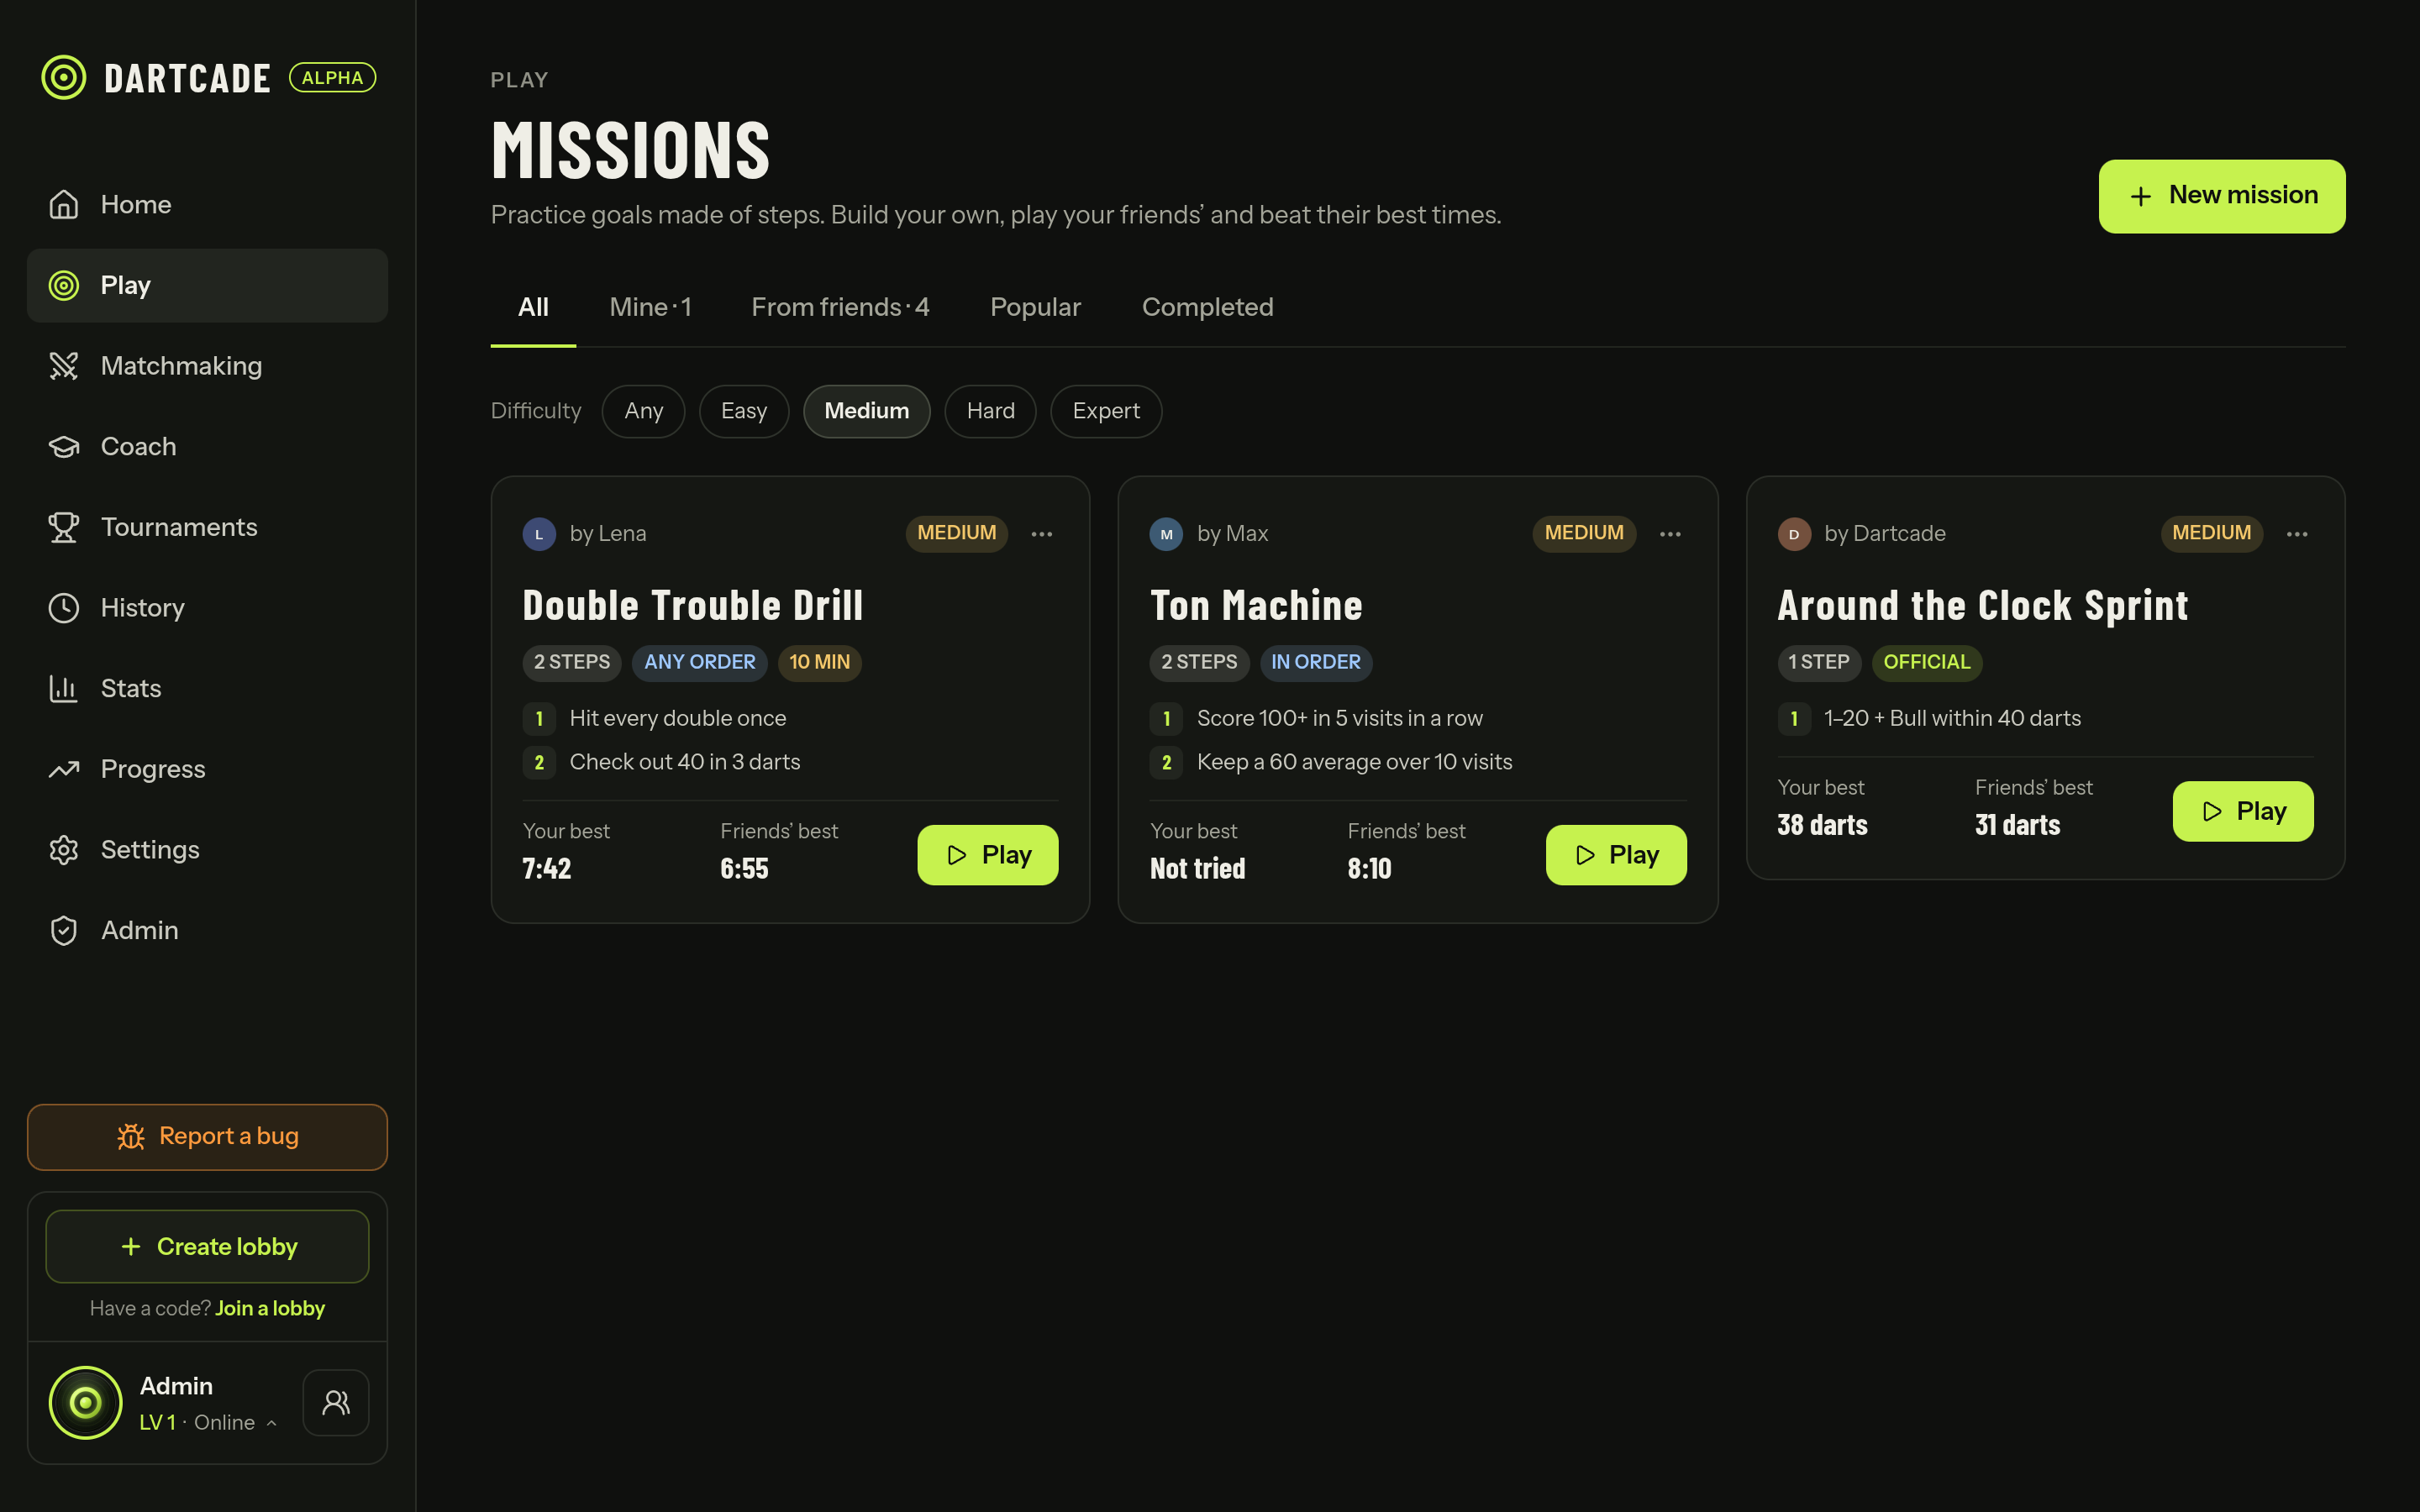 DARTCADE ALPHA
Home
Play
Matchmaking
Coach
Tournaments
History
Stats
Progress
Settings
Admin
Report a bug
Create lobby
Have a code? Join a lobby
Admin
LV 1 · Online
PLAY
MISSIONS
Practice goals made of steps. Build your own, play your friends’ and beat their best times.
New mission
All Mine · 1 From friends · 4 Popular Completed
Difficulty Any Easy Medium Hard Expert
L by Lena MEDIUM
Double Trouble Drill
2 STEPS ANY ORDER 10 MIN
1 Hit every double once
2 Check out 40 in 3 darts
Your best Friends’ best
7:42 6:55
Play
M by Max MEDIUM
Ton Machine
2 STEPS IN ORDER
1 Score 100+ in 5 visits in a row
2 Keep a 60 average over 10 visits
Your best Friends’ best
Not tried 8:10
Play
D by Dartcade MEDIUM
Around the Clock Sprint
1 STEP OFFICIAL
1 1–20 + Bull within 40 darts
Your best Friends’ best
38 darts 31 darts
Play